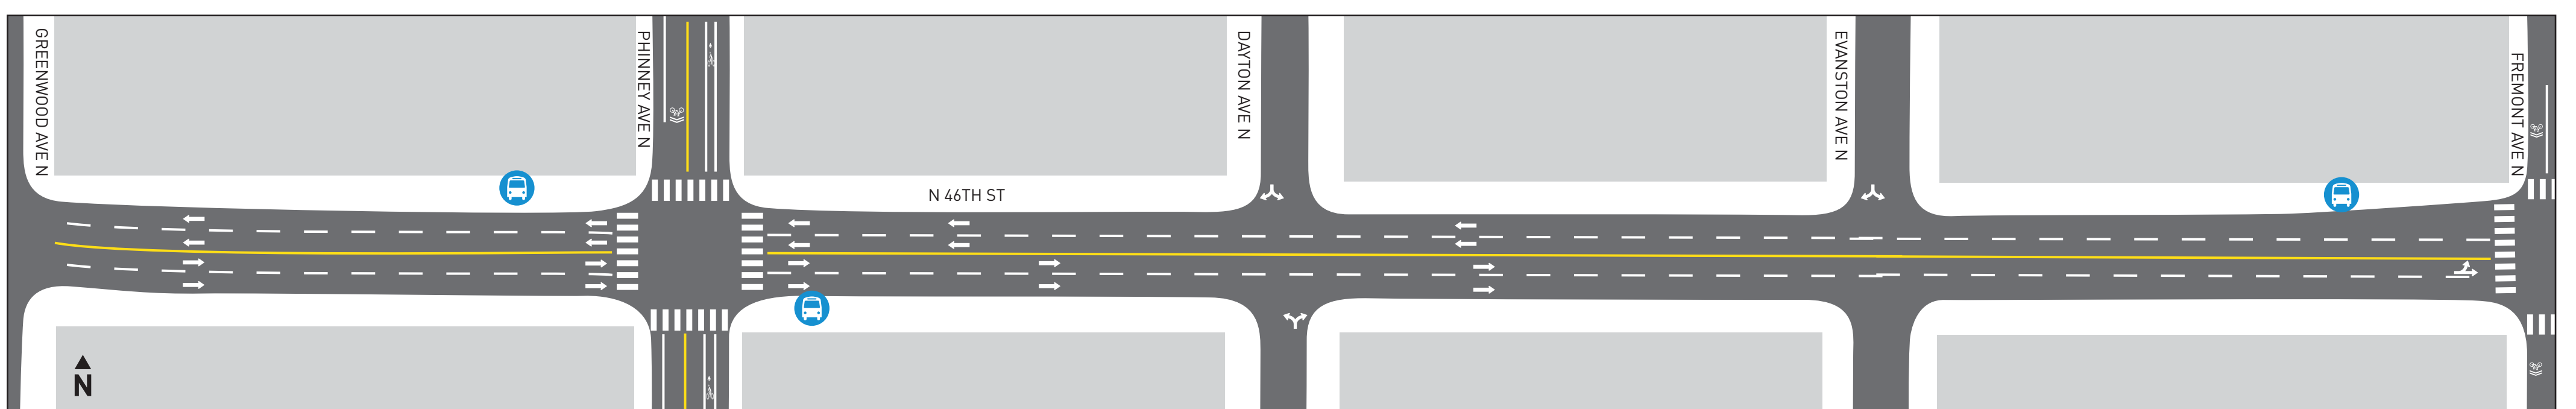 GREENWOOD AVE N
PHINNEY AVE N
DAYTON AVE N
EVANSTON AVE N
FREMONT AVE N
N 46TH ST
N